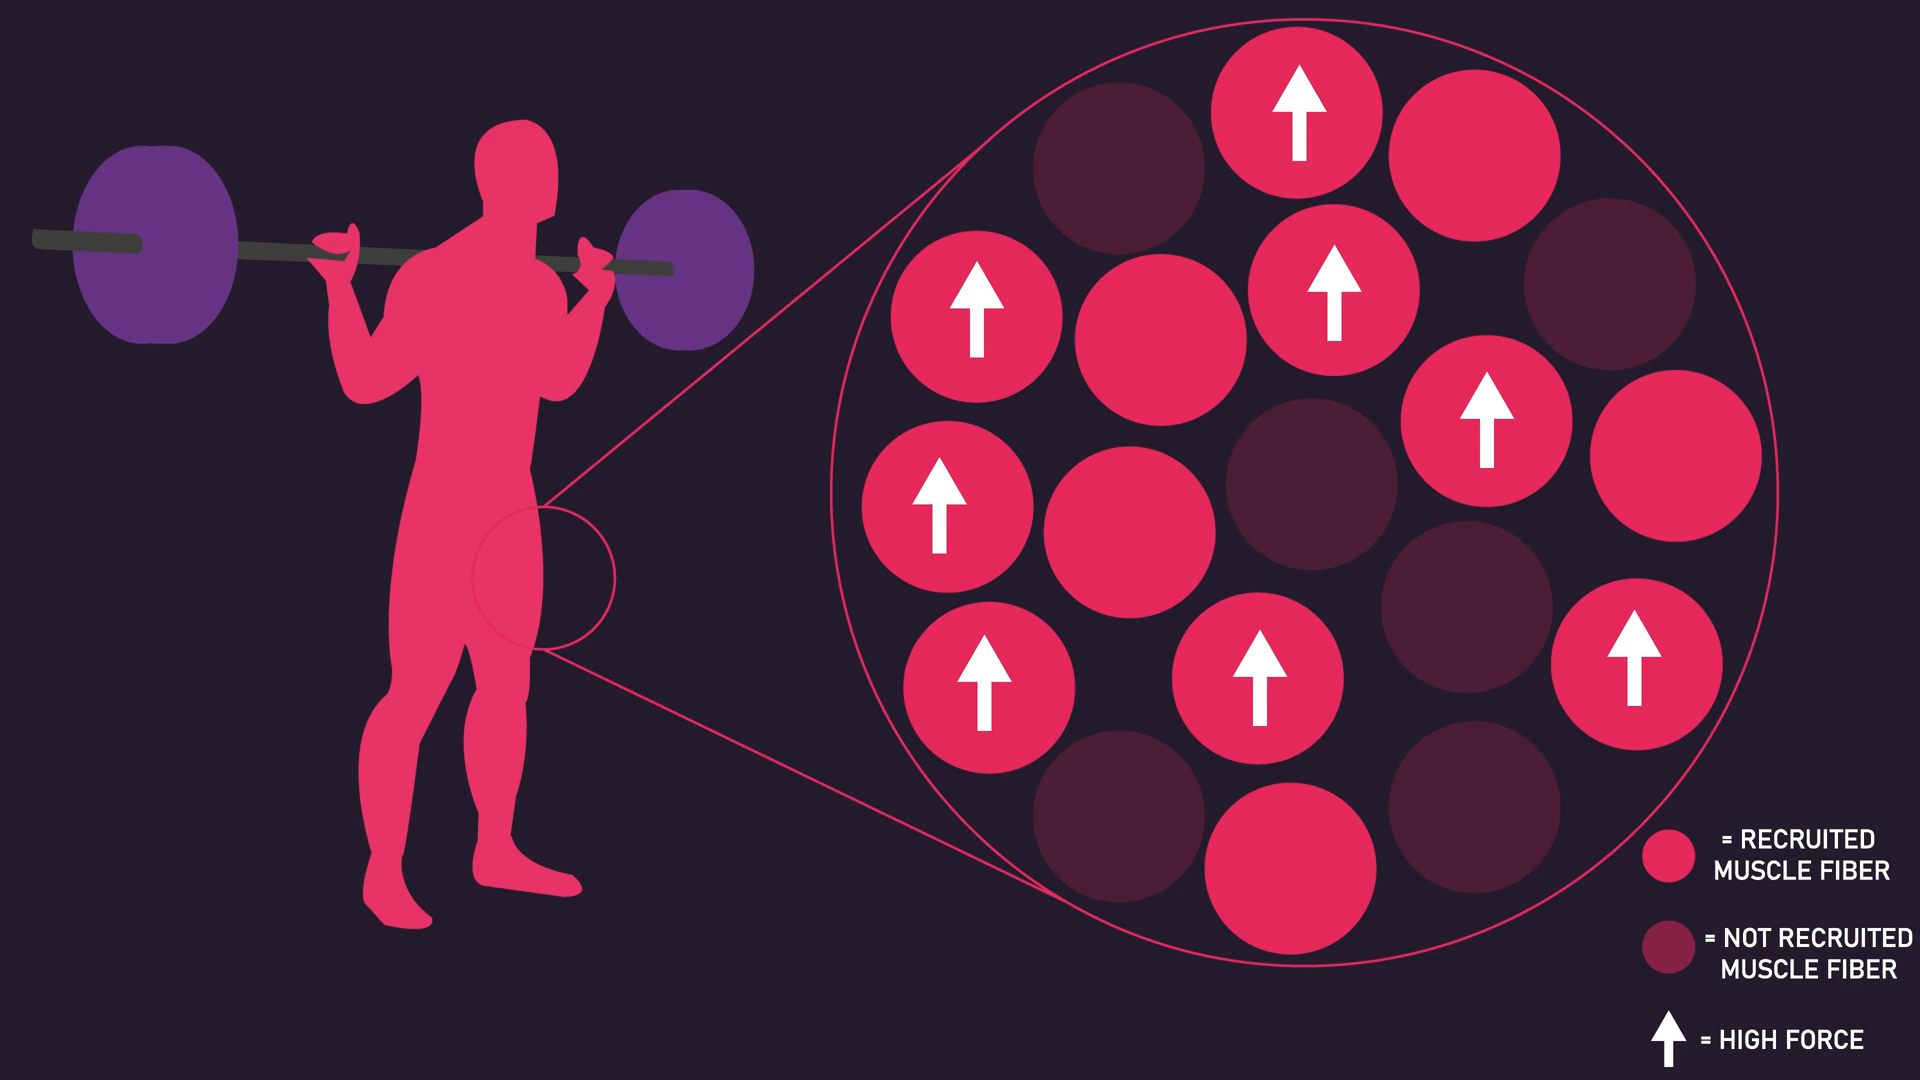 = RECRUITED
MUSCLE FIBER
= NOT RECRUITED
MUSCLE FIBER
= HIGH FORCE